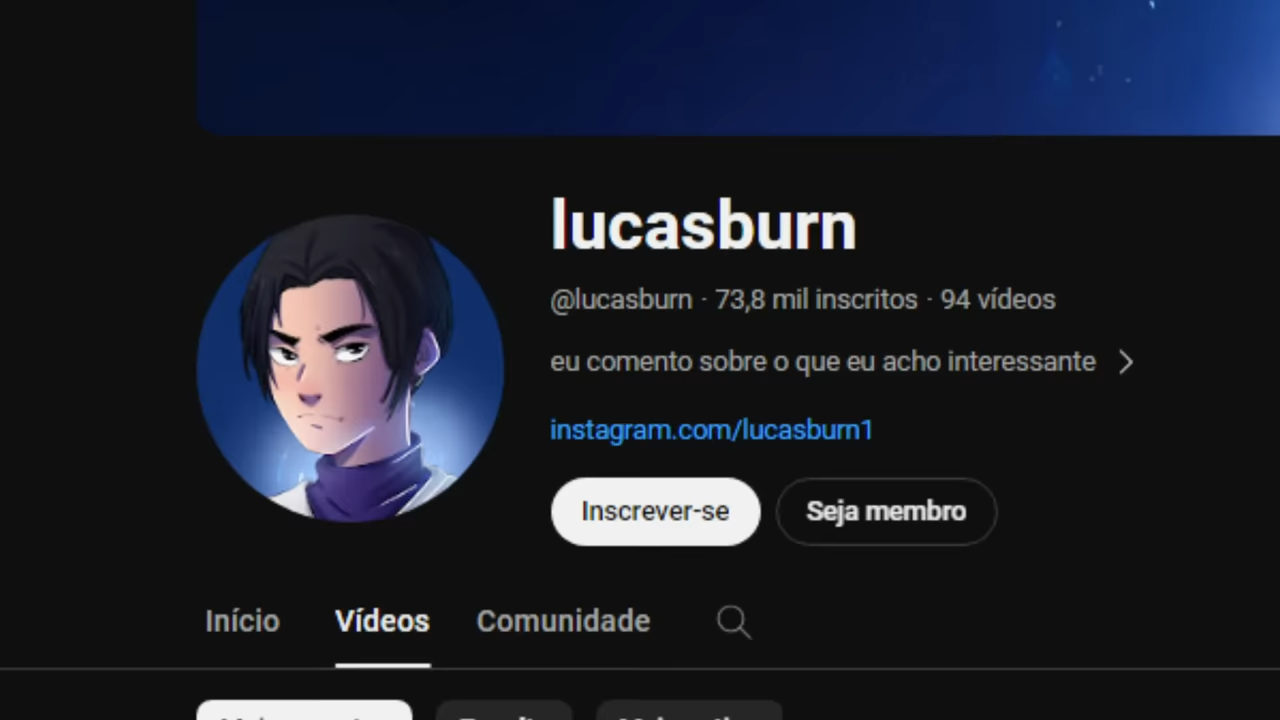 lucasburn
@lucasburn · 73,8 mil inscritos · 94 vídeos
eu comento sobre o que eu acho interessante
instagram.com/lucasburn1
Inscrever-se Seja membro
Início Vídeos Comunidade